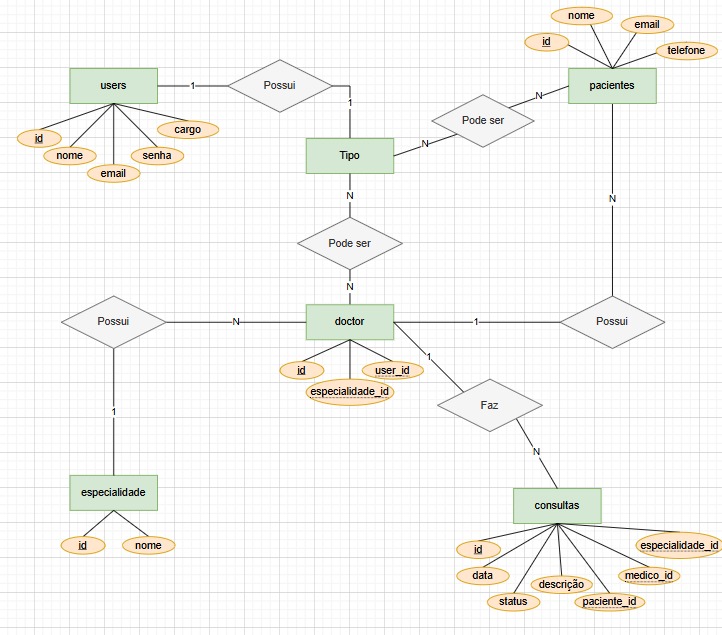 nome
email
id
telefone
users
1
Possui
pacientes
N
1
Pode ser
cargo
id
nome
senha
email
Tipo
N
N
N
Pode ser
N
Possui
N
doctor
1
Possui
1
id
user_id
especialidade_id
Faz
1
N
especialidade
consultas
id
nome
id
especialidade_id
data
descrição
medico_id
status
paciente_id